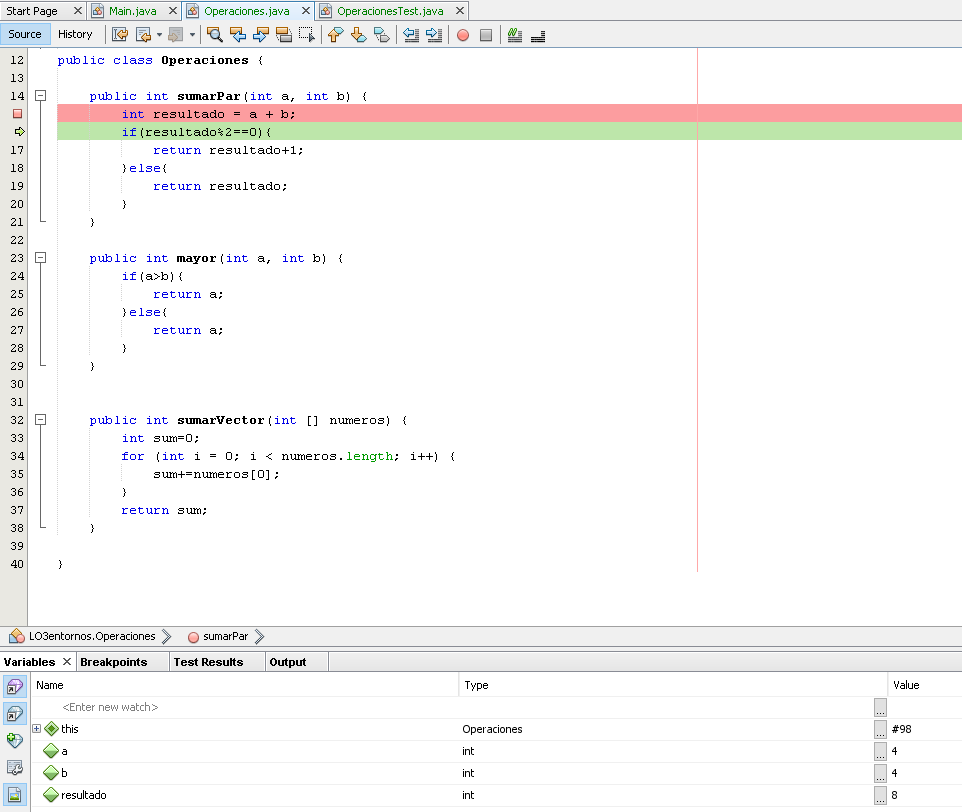 Start Page Main.java Operaciones.java OperacionesTest.java
Source History
12 public class Operaciones {
13
14 public int sumarPar(int a, int b) {
int resultado = a + b;
if(resultado%2==0){
17 return resultado+1;
18 }else{
19 return resultado;
20 }
21 }
22
23 public int mayor(int a, int b) {
24 if(a>b){
25 return a;
26 }else{
27 return a;
28 }
29 }
30
31
32 public int sumarVector(int [] numeros) {
33 int sum=0;
34 for (int i = 0; i < numeros.length; i++) {
35 sum+=numeros[0];
36 }
37 return sum;
38 }
39
40 }
LO3entornos.Operaciones sumarPar
Variables Breakpoints Test Results Output
Name Type Value
<Enter new watch> ...
this Operaciones ... #98
a int ... 4
b int ... 4
resultado int ... 8